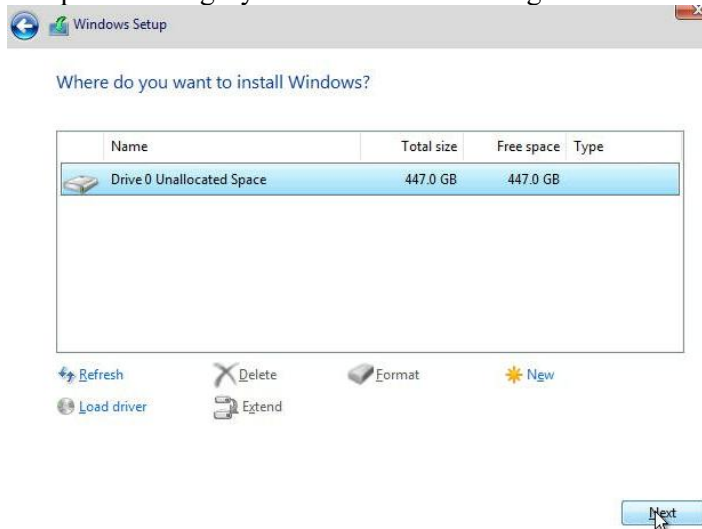 Windows Setup
Where do you want to install Windows?
Name Total size Free space Type
Drive 0 Unallocated Space 447.0 GB 447.0 GB
Refresh Delete Format New
Load driver Extend
Next